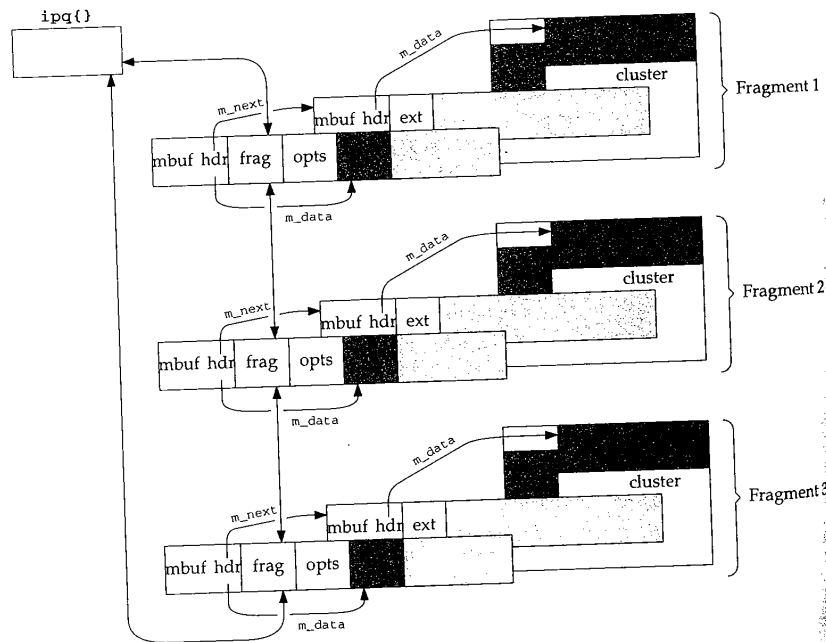 ipq{}
m_data
cluster
Fragment 1
m_next
mbuf hdr ext
mbuf hdr frag opts
m_data
m_data
cluster
Fragment 2
m_next
mbuf hdr ext
mbuf hdr frag opts
m_data
m_data
cluster
Fragment 3
m_next
mbuf hdr ext
mbuf hdr frag opts
m_data